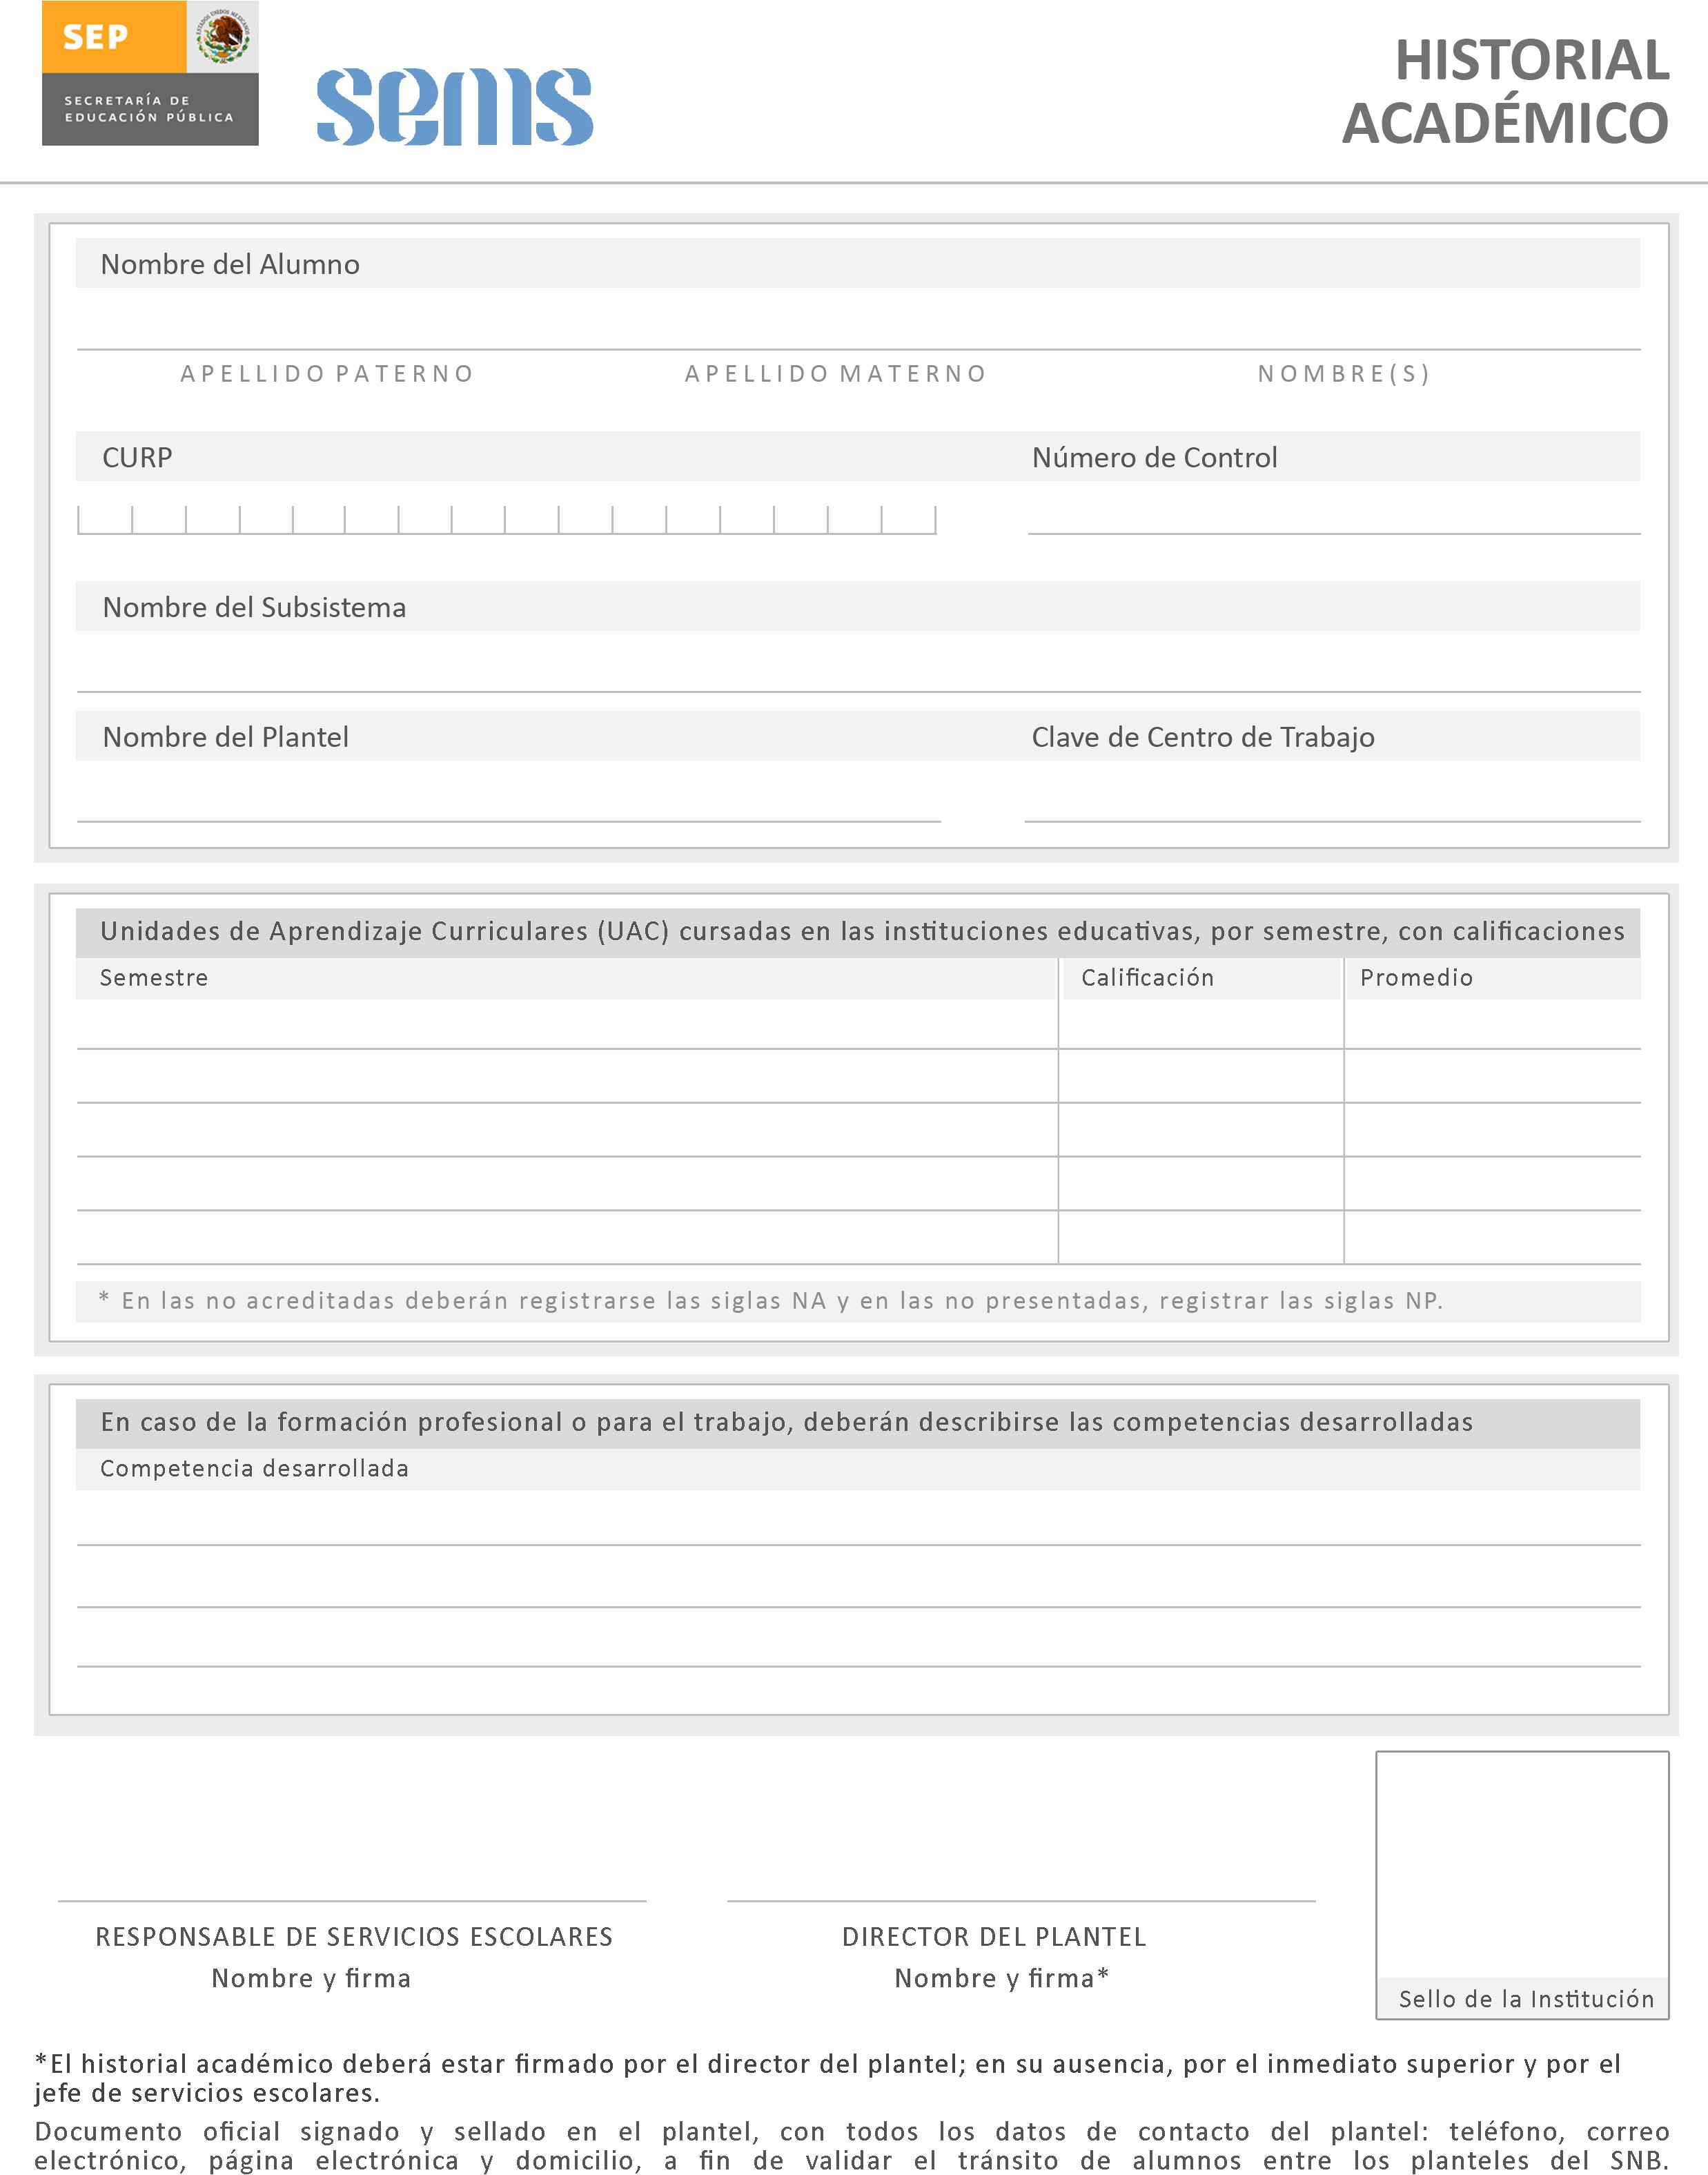 SEP
ESTADOS UNIDOS MEXICANOS
SECRETARÍA DE
EDUCACIÓN PÚBLICA
sems
HISTORIAL
ACADÉMICO
Nombre del Alumno
APELLIDO PATERNO APELLIDO MATERNO NOMBRE(S)
CURP Número de Control
Nombre del Subsistema
Nombre del Plantel Clave de Centro de Trabajo
Unidades de Aprendizaje Curriculares (UAC) cursadas en las instituciones educativas, por semestre, con calificaciones
Semestre Calificación Promedio
* En las no acreditadas deberán registrarse las siglas NA y en las no presentadas, registrar las siglas NP.
En caso de la formación profesional o para el trabajo, deberán describirse las competencias desarrolladas
Competencia desarrollada
RESPONSABLE DE SERVICIOS ESCOLARES DIRECTOR DEL PLANTEL
Nombre y firma Nombre y firma*
Sello de la Institución
*El historial académico deberá estar firmado por el director del plantel; en su ausencia, por el inmediato superior y por el
jefe de servicios escolares.
Documento oficial signado y sellado en el plantel, con todos los datos de contacto del plantel: teléfono, correo
electrónico, página electrónica y domicilio, a fin de validar el tránsito de alumnos entre los planteles del SNB.